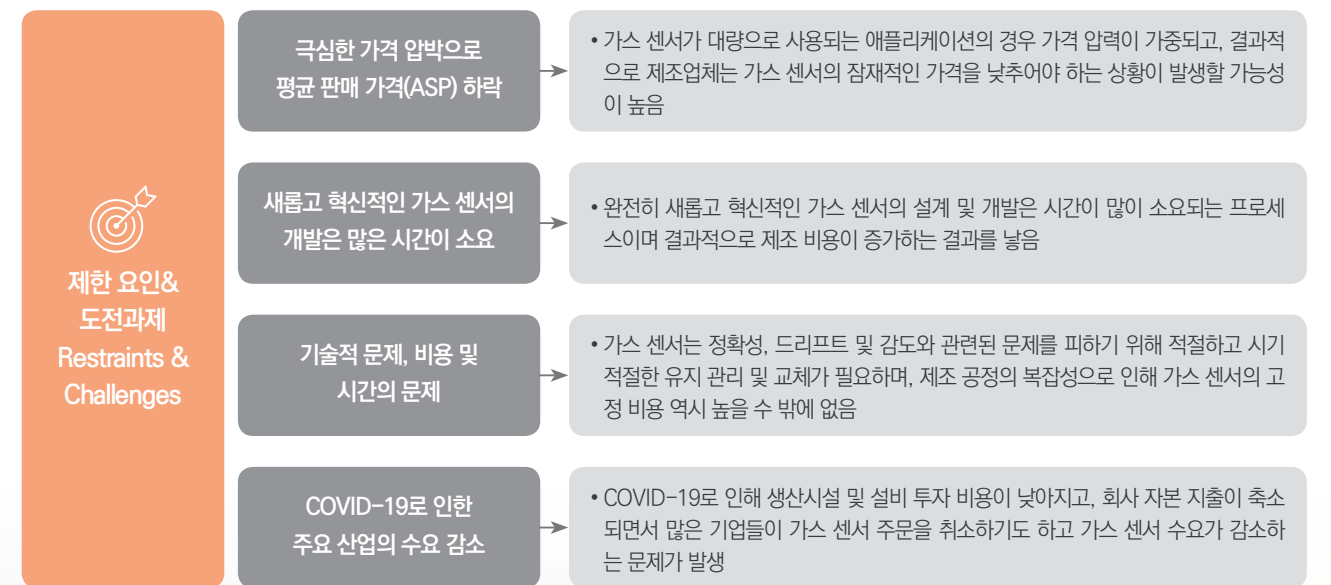 제한 요인&
도전과제
Restraints &
Challenges
극심한 가격 압박으로
평균 판매 가격(ASP) 하락
• 가스 센서가 대량으로 사용되는 애플리케이션의 경우 가격 압력이 가중되고, 결과적
으로 제조업체는 가스 센서의 잠재적인 가격을 낮추어야 하는 상황이 발생할 가능성
이 높음
새롭고 혁신적인 가스 센서의
개발은 많은 시간이 소요
• 완전히 새롭고 혁신적인 가스 센서의 설계 및 개발은 시간이 많이 소요되는 프로세
스이며 결과적으로 제조 비용이 증가하는 결과를 낳음
기술적 문제, 비용 및
시간의 문제
• 가스 센서는 정확성, 드리프트 및 감도와 관련된 문제를 피하기 위해 적절하고 시기
적절한 유지 관리 및 교체가 필요하며, 제조 공정의 복잡성으로 인해 가스 센서의 고
정 비용 역시 높을 수 밖에 없음
COVID-19로 인한
주요 산업의 수요 감소
• COVID-19로 인해 생산시설 및 설비 투자 비용이 낮아지고, 회사 자본 지출이 축소
되면서 많은 기업들이 가스 센서 주문을 취소하기도 하고 가스 센서 수요가 감소하
는 문제가 발생